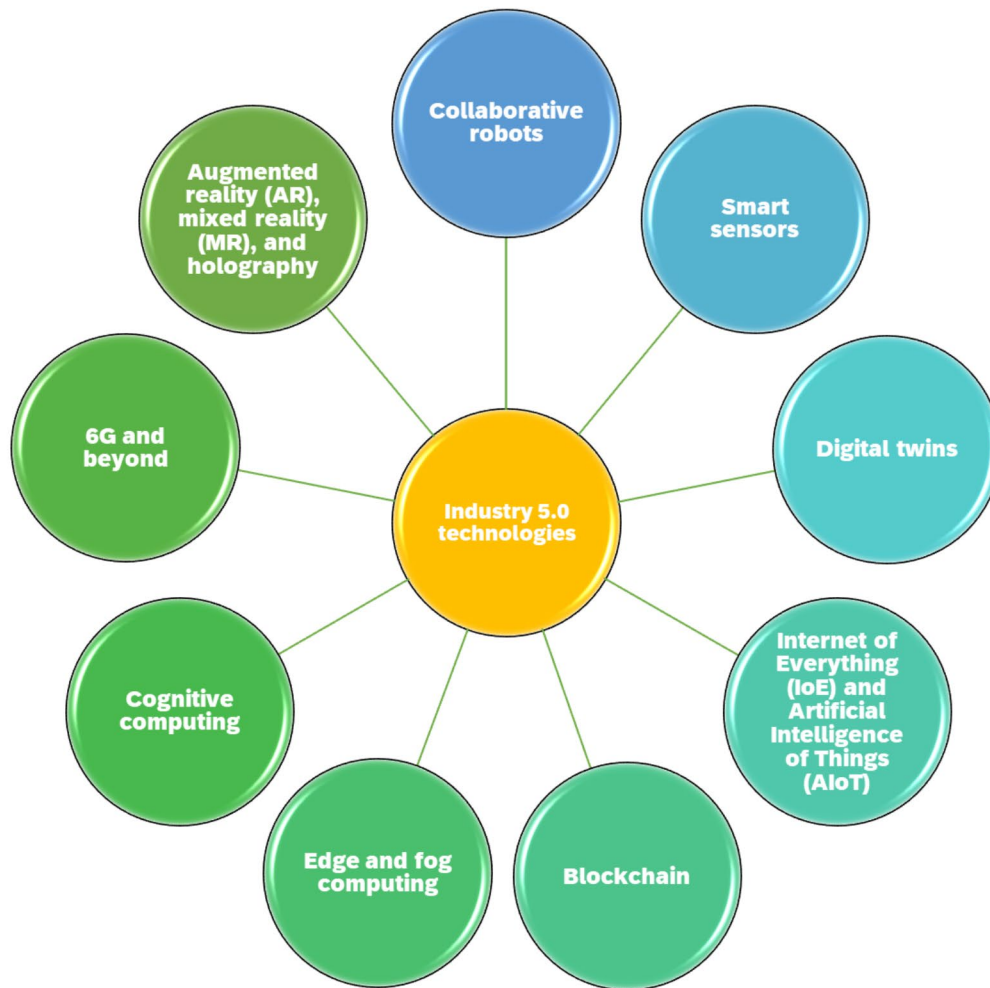 Collaborative
robots
Smart
sensors
Digital twins
Internet of
Everything
(IoE) and
Artificial
Intelligence
of Things
(AIoT)
Blockchain
Edge and fog
computing
Cognitive
computing
6G and
beyond
Augmented
reality (AR),
mixed reality
(MR), and
holography
Industry 5.0
technologies